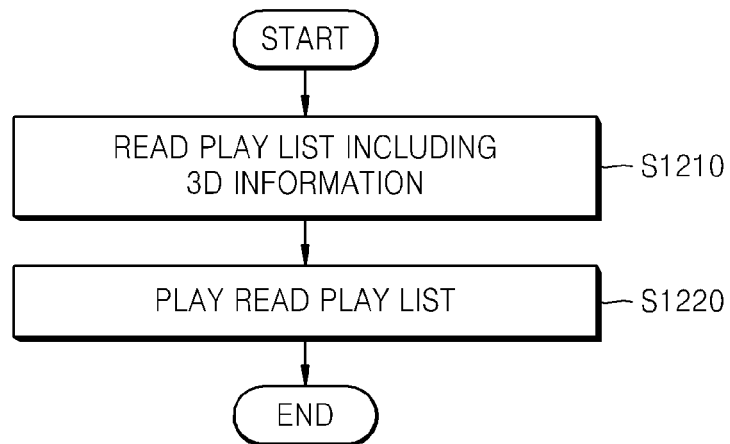 START
READ PLAY LIST INCLUDING
3D INFORMATION
S1210
PLAY READ PLAY LIST
S1220
END